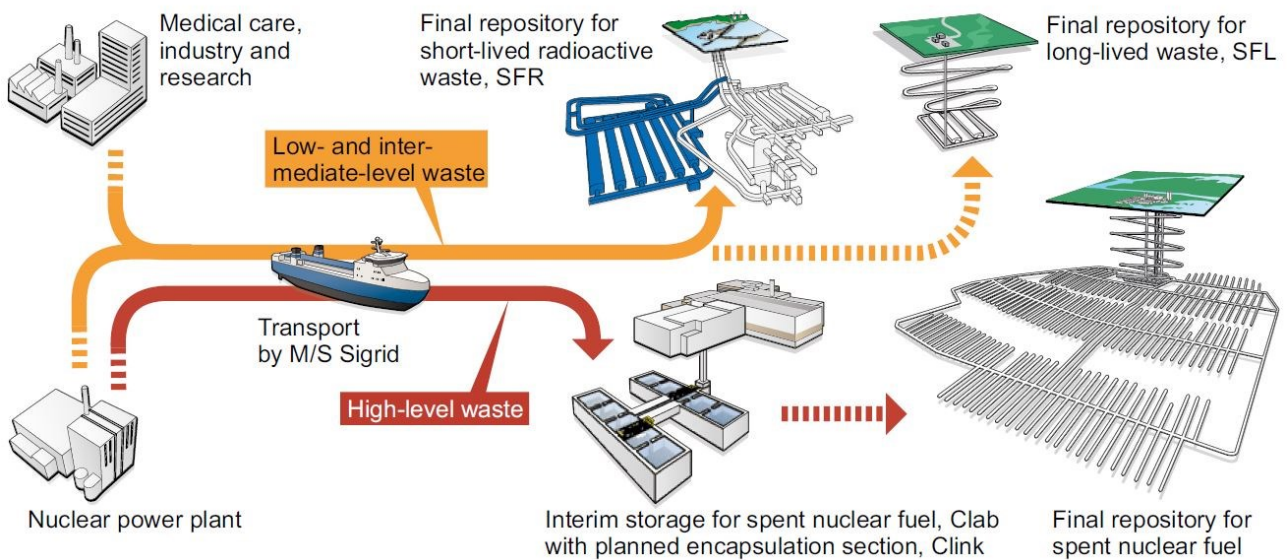 Medical care,
industry and
research
Final repository for
short-lived radioactive
waste, SFR
Final repository for
long-lived waste, SFL
Low- and inter-
mediate-level waste
Transport
by M/S Sigrid
High-level waste
Nuclear power plant
Interim storage for spent nuclear fuel, Clab
with planned encapsulation section, Clink
Final repository for
spent nuclear fuel